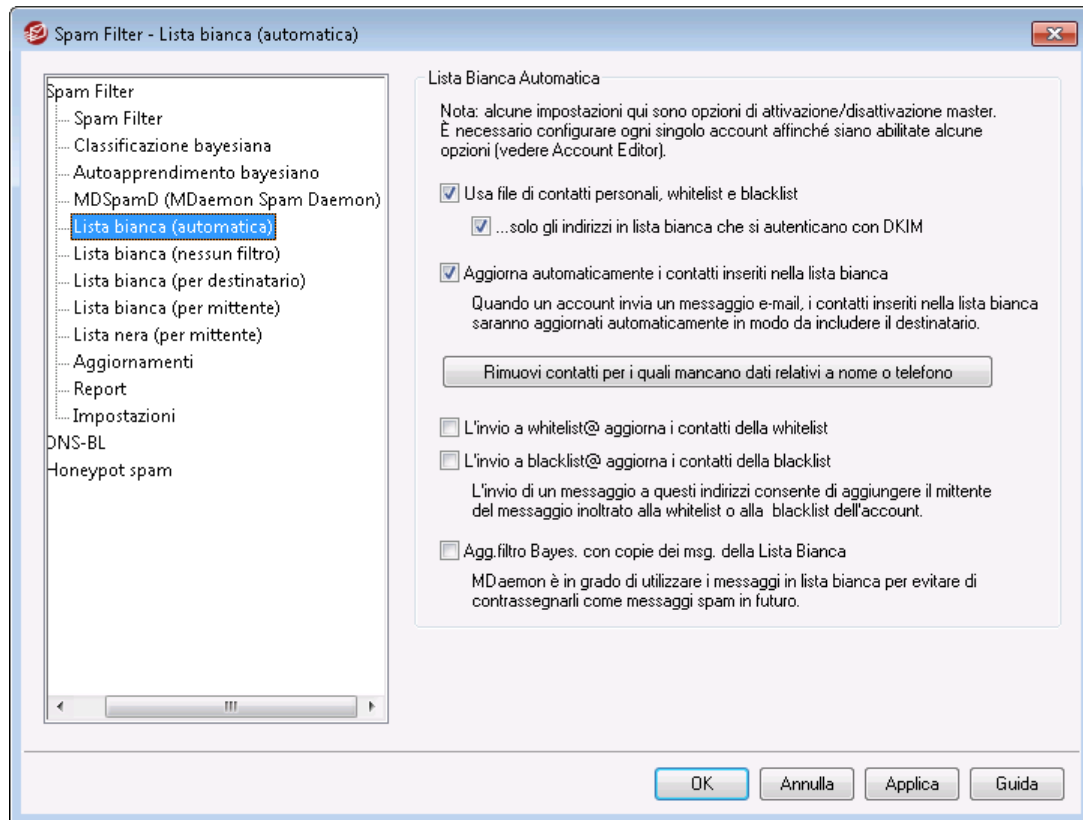 Spam Filter - Lista bianca (automatica)
Spam Filter
Spam Filter
Classificazione bayesiana
Autoapprendimento bayesiano
MDSpamD (MDaemon Spam Daemon)
Lista bianca (automatica)
Lista bianca (nessun filtro)
Lista bianca (per destinatario)
Lista bianca (per mittente)
Lista nera (per mittente)
Aggiornamenti
Report
Impostazioni
DNS-BL
Honeypot spam
Lista Bianca Automatica
Nota: alcune impostazioni qui sono opzioni di attivazione/disattivazione master.
È necessario configurare ogni singolo account affinché siano abilitate alcune
opzioni (vedere Account Editor).
Usa file di contatti personali, whitelist e blacklist
...solo gli indirizzi in lista bianca che si autenticano con DKIM
Aggiorna automaticamente i contatti inseriti nella lista bianca
Quando un account invia un messaggio e-mail, i contatti inseriti nella lista bianca
saranno aggiornati automaticamente in modo da includere il destinatario.
Rimuovi contatti per i quali mancano dati relativi a nome o telefono
L'invio a whitelist@ aggiorna i contatti della whitelist
L'invio a blacklist@ aggiorna i contatti della blacklist
L'invio di un messaggio a questi indirizzi consente di aggiungere il mittente
del messaggio inoltrato alla whitelist o alla  blacklist dell'account.
Agg.filtro Bayes. con copie dei msg. della Lista Bianca
MDaemon è in grado di utilizzare i messaggi in lista bianca per evitare di
contrassegnarli come messaggi spam in futuro.
OK
Annulla
Applica
Guida